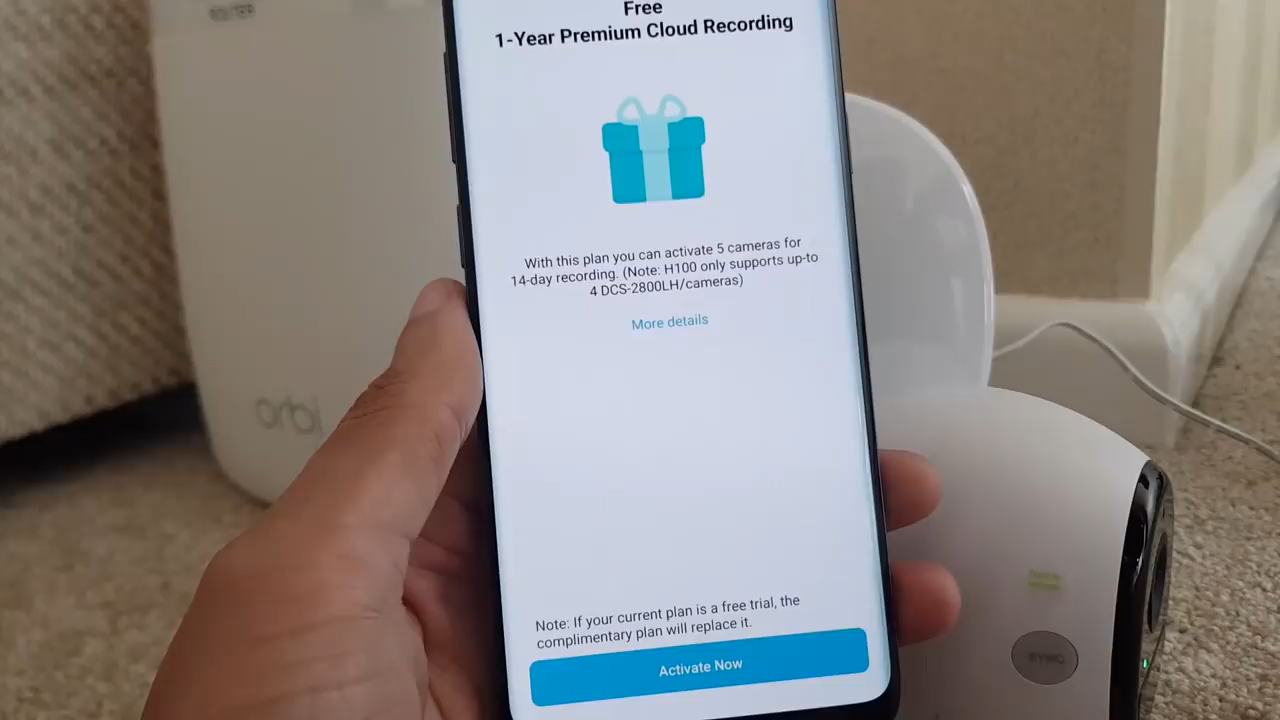 ROUTER
Free
1-Year Premium Cloud Recording
With this plan you can activate 5 cameras for
14-day recording. (Note: H100 only supports up-to
4 DCS-2800LH/cameras)
More details
orbi
Note: If your current plan is a free trial, the
complimentary plan will replace it.
Activate Now
SYNC